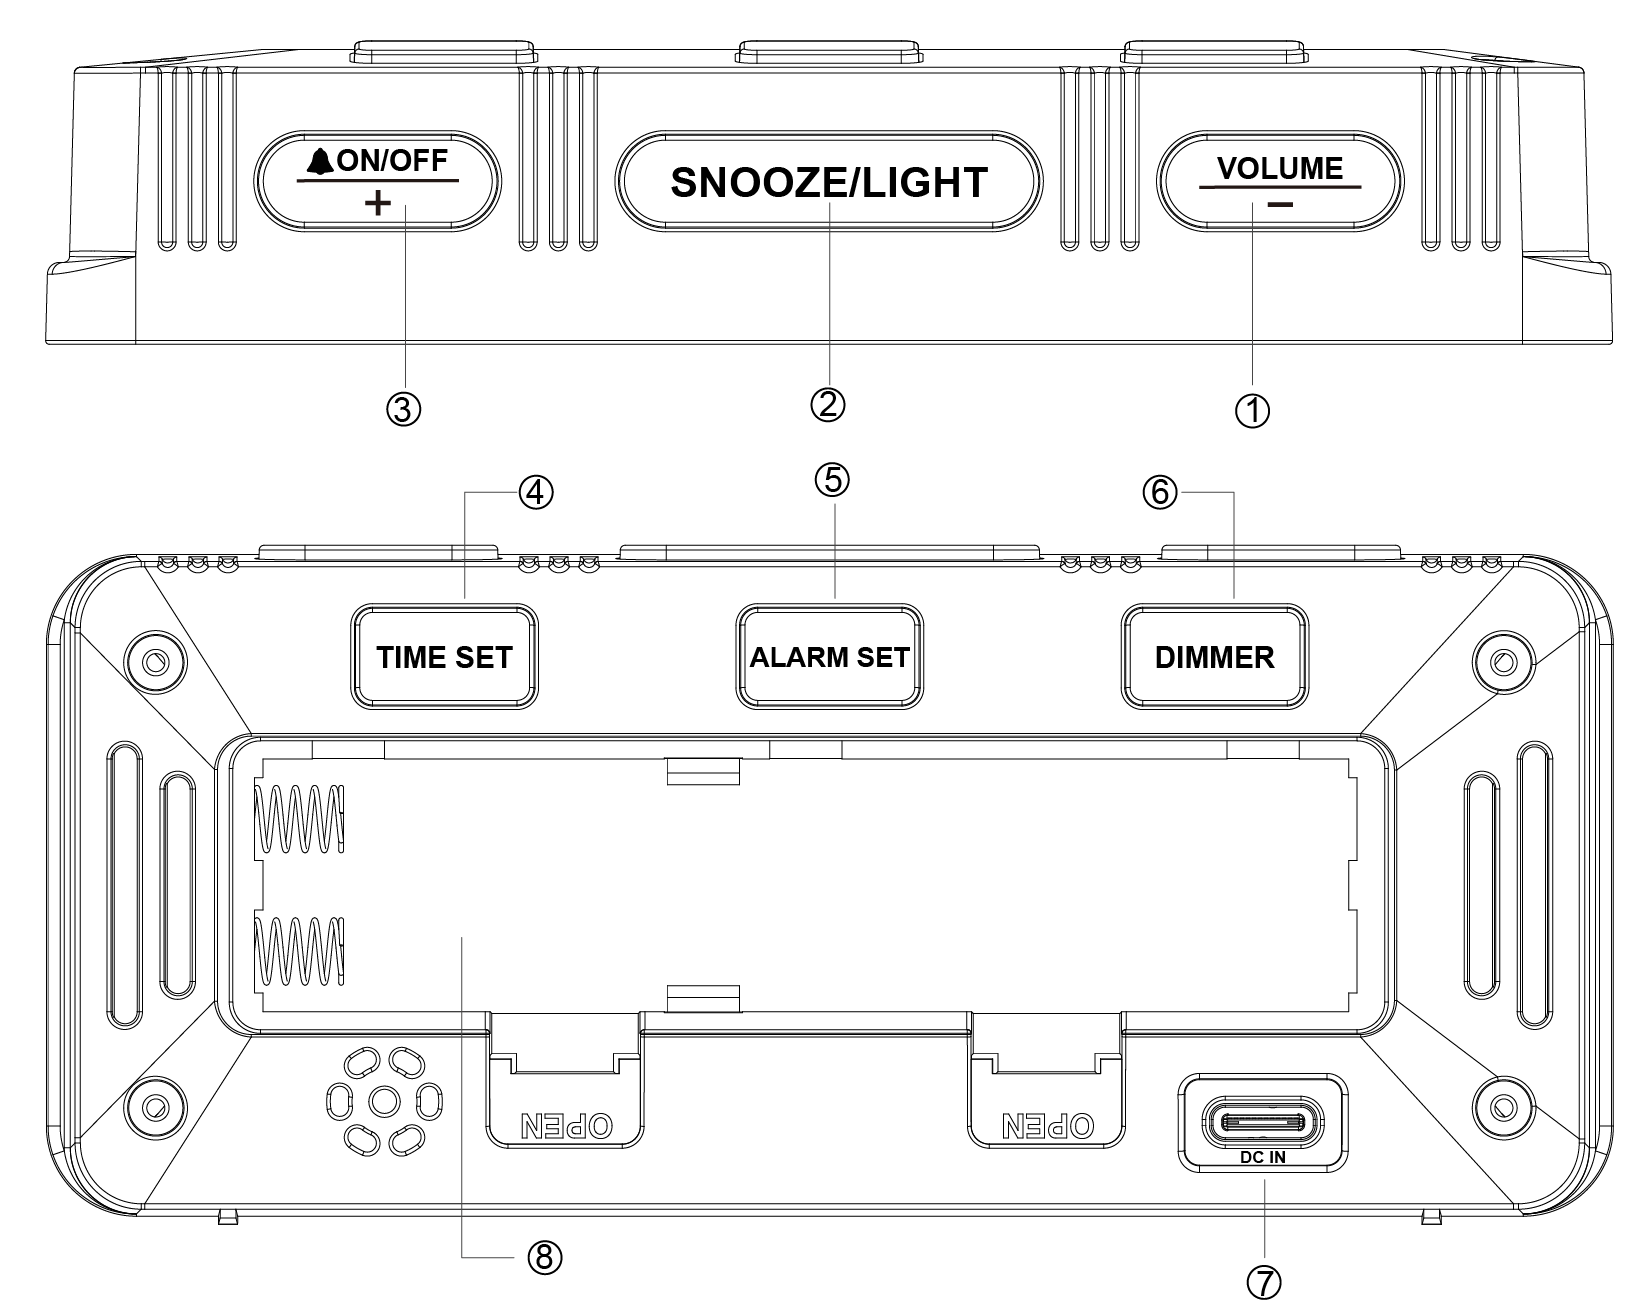 🔔ON/OFF
+
SNOOZE/LIGHT
VOLUME
−
③
②
①
④
⑤
⑥
TIME SET
ALARM SET
DIMMER
OPEN
OPEN
DC IN
⑧
⑦